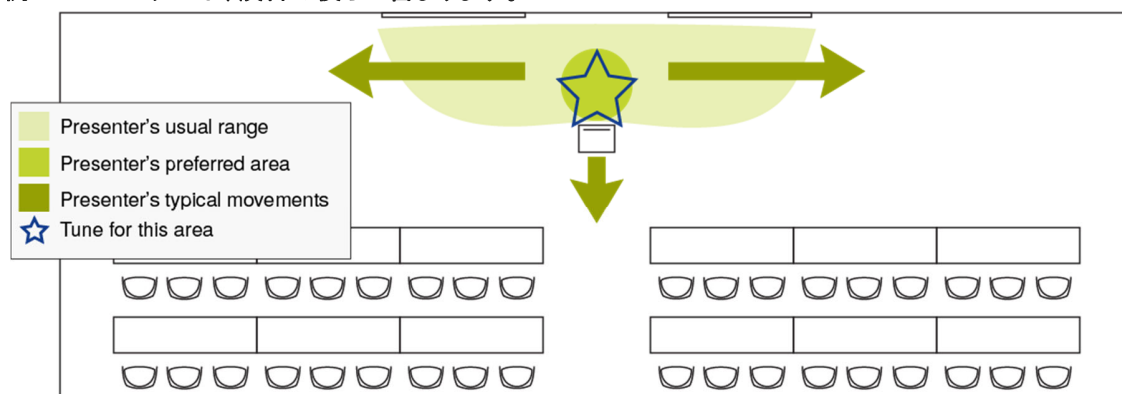 Presenter's usual range
Presenter's preferred area
Presenter's typical movements
Tune for this area